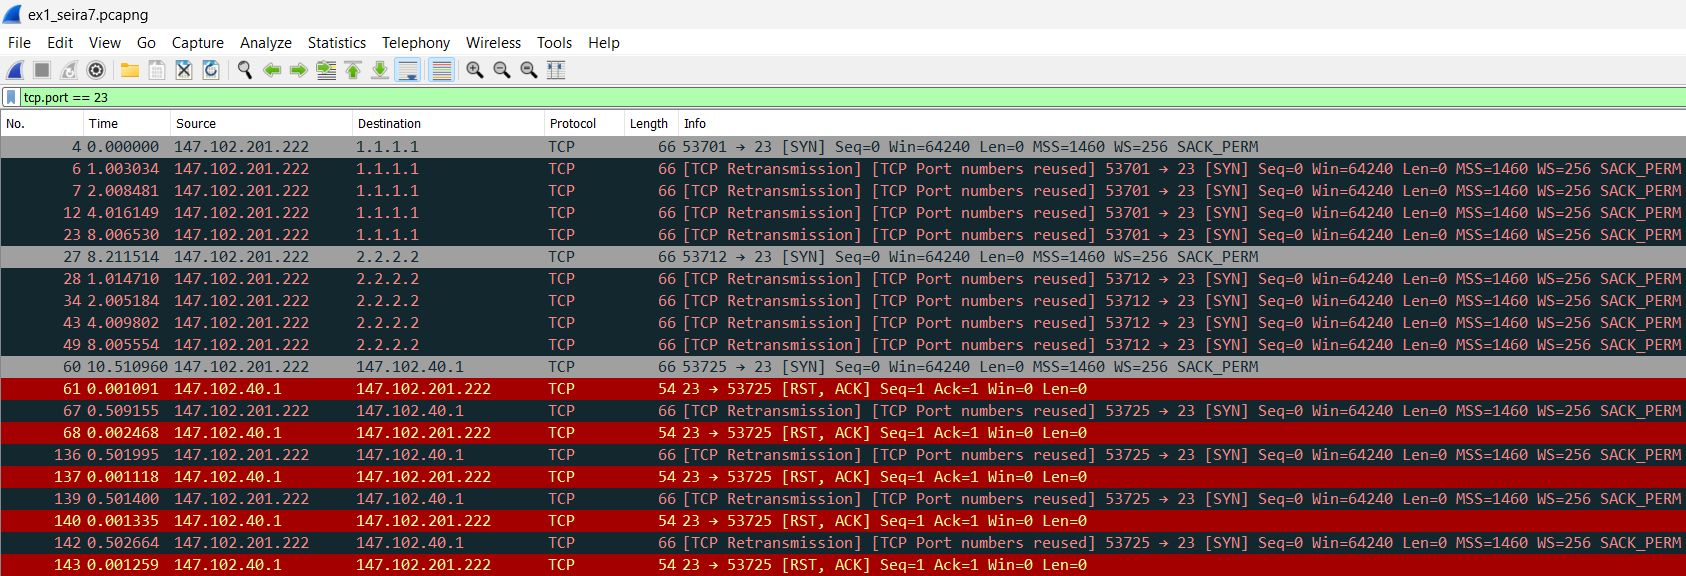 ex1_seira7.pcapng
File Edit View Go Capture Analyze Statistics Telephony Wireless Tools Help
tcp.port == 23
No. Time Source Destination Protocol Length Info
4 0.000000 147.102.201.222 1.1.1.1 TCP 66 53701 → 23 [SYN] Seq=0 Win=64240 Len=0 MSS=1460 WS=256 SACK_PERM
6 1.003034 147.102.201.222 1.1.1.1 TCP 66 [TCP Retransmission] [TCP Port numbers reused] 53701 → 23 [SYN] Seq=0 Win=64240 Len=0 MSS=1460 WS=256 SACK_PERM
7 2.008481 147.102.201.222 1.1.1.1 TCP 66 [TCP Retransmission] [TCP Port numbers reused] 53701 → 23 [SYN] Seq=0 Win=64240 Len=0 MSS=1460 WS=256 SACK_PERM
12 4.016149 147.102.201.222 1.1.1.1 TCP 66 [TCP Retransmission] [TCP Port numbers reused] 53701 → 23 [SYN] Seq=0 Win=64240 Len=0 MSS=1460 WS=256 SACK_PERM
23 8.006530 147.102.201.222 1.1.1.1 TCP 66 [TCP Retransmission] [TCP Port numbers reused] 53701 → 23 [SYN] Seq=0 Win=64240 Len=0 MSS=1460 WS=256 SACK_PERM
27 8.211514 147.102.201.222 2.2.2.2 TCP 66 53712 → 23 [SYN] Seq=0 Win=64240 Len=0 MSS=1460 WS=256 SACK_PERM
28 1.014710 147.102.201.222 2.2.2.2 TCP 66 [TCP Retransmission] [TCP Port numbers reused] 53712 → 23 [SYN] Seq=0 Win=64240 Len=0 MSS=1460 WS=256 SACK_PERM
34 2.005184 147.102.201.222 2.2.2.2 TCP 66 [TCP Retransmission] [TCP Port numbers reused] 53712 → 23 [SYN] Seq=0 Win=64240 Len=0 MSS=1460 WS=256 SACK_PERM
43 4.009802 147.102.201.222 2.2.2.2 TCP 66 [TCP Retransmission] [TCP Port numbers reused] 53712 → 23 [SYN] Seq=0 Win=64240 Len=0 MSS=1460 WS=256 SACK_PERM
49 8.005554 147.102.201.222 2.2.2.2 TCP 66 [TCP Retransmission] [TCP Port numbers reused] 53712 → 23 [SYN] Seq=0 Win=64240 Len=0 MSS=1460 WS=256 SACK_PERM
60 10.510960 147.102.201.222 147.102.40.1 TCP 66 53725 → 23 [SYN] Seq=0 Win=64240 Len=0 MSS=1460 WS=256 SACK_PERM
61 0.001091 147.102.40.1 147.102.201.222 TCP 54 23 → 53725 [RST, ACK] Seq=1 Ack=1 Win=0 Len=0
67 0.509155 147.102.201.222 147.102.40.1 TCP 66 [TCP Retransmission] [TCP Port numbers reused] 53725 → 23 [SYN] Seq=0 Win=64240 Len=0 MSS=1460 WS=256 SACK_PERM
68 0.002468 147.102.40.1 147.102.201.222 TCP 54 23 → 53725 [RST, ACK] Seq=1 Ack=1 Win=0 Len=0
136 0.501995 147.102.201.222 147.102.40.1 TCP 66 [TCP Retransmission] [TCP Port numbers reused] 53725 → 23 [SYN] Seq=0 Win=64240 Len=0 MSS=1460 WS=256 SACK_PERM
137 0.001118 147.102.40.1 147.102.201.222 TCP 54 23 → 53725 [RST, ACK] Seq=1 Ack=1 Win=0 Len=0
139 0.501400 147.102.201.222 147.102.40.1 TCP 66 [TCP Retransmission] [TCP Port numbers reused] 53725 → 23 [SYN] Seq=0 Win=64240 Len=0 MSS=1460 WS=256 SACK_PERM
140 0.001335 147.102.40.1 147.102.201.222 TCP 54 23 → 53725 [RST, ACK] Seq=1 Ack=1 Win=0 Len=0
142 0.502664 147.102.201.222 147.102.40.1 TCP 66 [TCP Retransmission] [TCP Port numbers reused] 53725 → 23 [SYN] Seq=0 Win=64240 Len=0 MSS=1460 WS=256 SACK_PERM
143 0.001259 147.102.40.1 147.102.201.222 TCP 54 23 → 53725 [RST, ACK] Seq=1 Ack=1 Win=0 Len=0